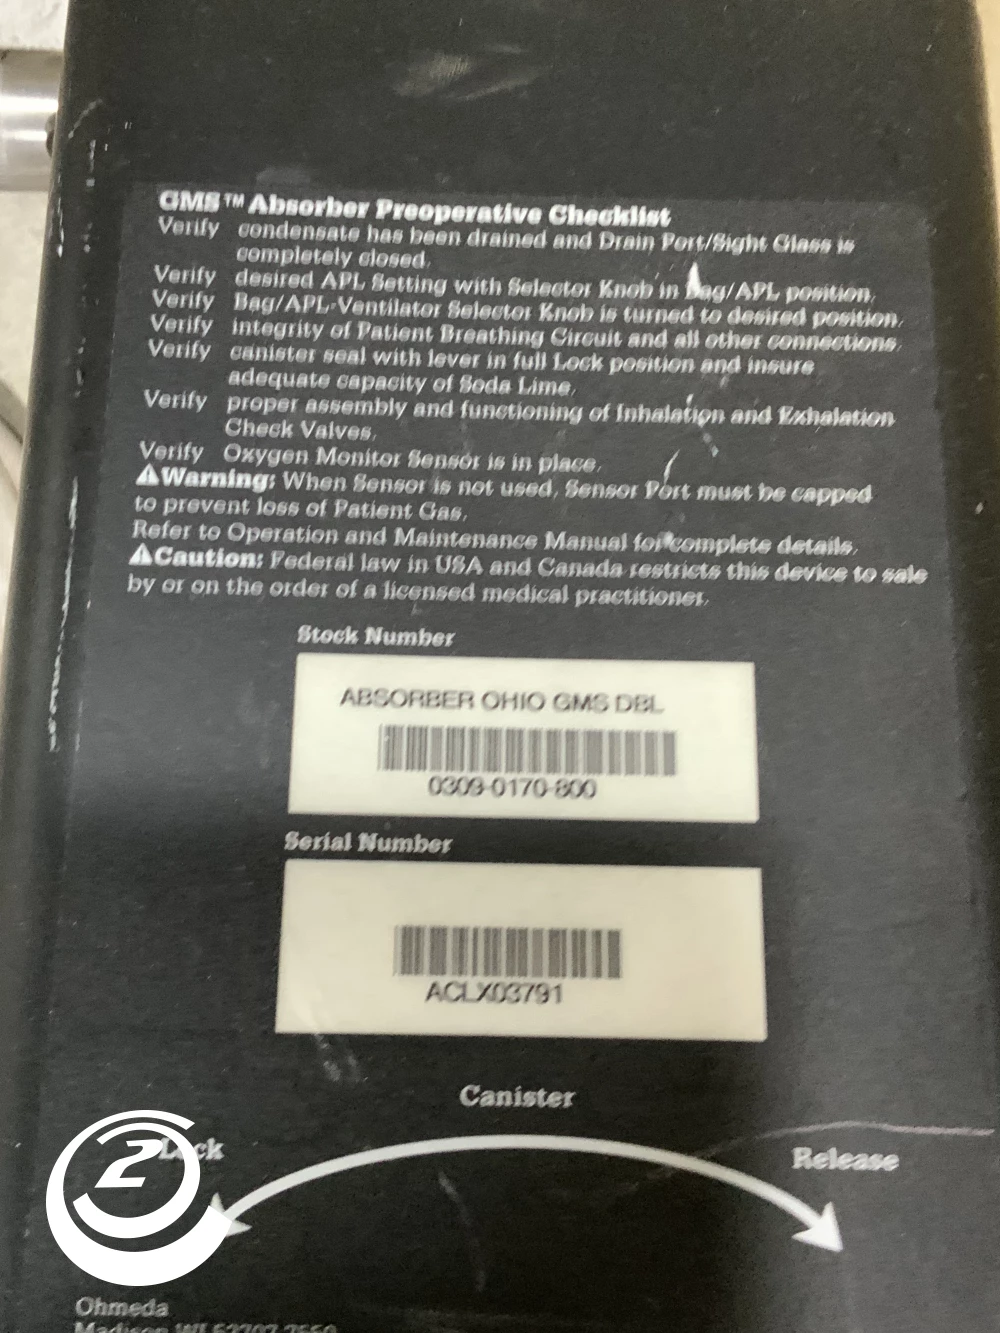 GMS™ Absorber Preoperative Checklist
Verify condensate has been drained and Drain Port/Sight Glass is
completely closed.
Verify desired APL Setting with Selector Knob in Bag/APL position.
Verify Bag/APL-Ventilator Selector Knob is turned to desired position.
Verify integrity of Patient Breathing Circuit and all other connections.
Verify canister seal with lever in full Lock position and insure
adequate capacity of Soda Lime.
Verify proper assembly and functioning of Inhalation and Exhalation
Check Valves.
Verify Oxygen Monitor Sensor is in place.
⚠Warning: When Sensor is not used, Sensor Port must be capped
to prevent loss of Patient Gas.
Refer to Operation and Maintenance Manual for complete details.
⚠Caution: Federal law in USA and Canada restricts this device to sale
by or on the order of a licensed medical practitioner.
Stock Number
ABSORBER OHIO GMS DBL
0309-0170-800
Serial Number
ACLX03791
Canister
Lock
Release
2
Ohmeda
Madison WI 53707-7550